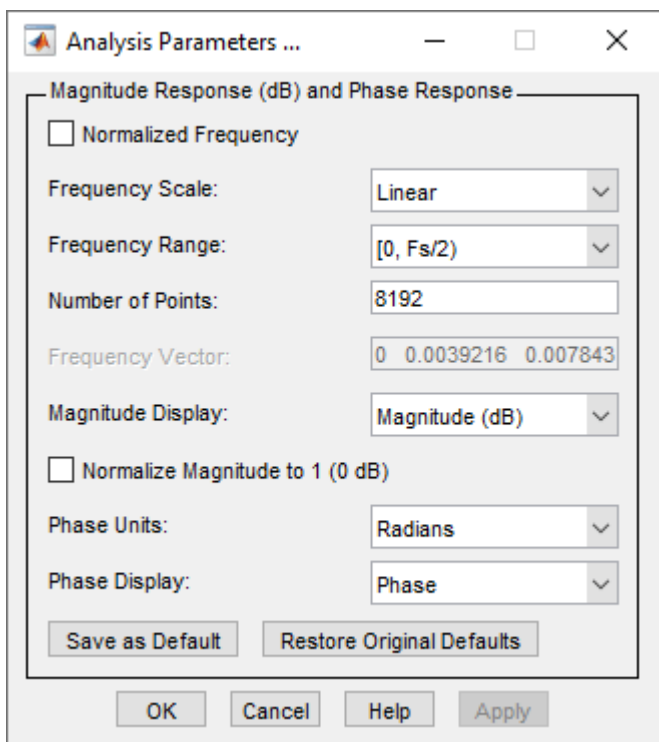 Analysis Parameters ...
Magnitude Response (dB) and Phase Response
Normalized Frequency
Frequency Scale: Linear
Frequency Range: [0, Fs/2)
Number of Points: 8192
Frequency Vector: 0 0.0039216 0.007843
Magnitude Display: Magnitude (dB)
Normalize Magnitude to 1 (0 dB)
Phase Units: Radians
Phase Display: Phase
Save as Default Restore Original Defaults
OK Cancel Help Apply